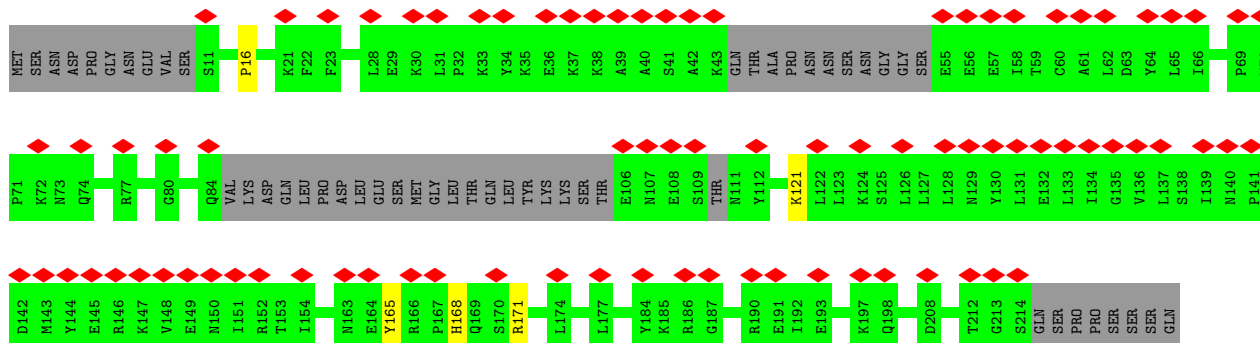 MET SER ASN ASP PRO GLY ASN GLU VAL SER S11 P16 K21 F22 F23 L28 E29 K30 L31 P32 K33 Y34 K35 E36 K37 K38 A39 A40 S41 A42 K43 GLN THR ALA PRO ASN ASN SER ASN GLY GLY SER E55 E56 E57 I58 T59 C60 A61 L62 D63 Y64 L65 I66 P69
P71 K72 N73 Q74 R77 G80 Q84 VAL LYS ASP GLN LEU PRO ASP LEU GLU SER MET GLY LEU THR GLN LEU TYR LYS LYS SER THR E106 N107 E108 S109 THR N111 Y112 K121 L122 L123 K124 S125 L126 L127 L128 N129 Y130 L131 E132 L133 I134 G135 V136 L137 S138 I139 N140 P141
D142 M143 Y144 E145 R146 K147 V148 E149 N150 I151 R152 T153 I154 N163 E164 Y165 R166 P167 H168 Q169 S170 R171 L174 L177 Y184 K185 R186 G187 R190 E191 I192 E193 K197 Q198 D208 T212 G213 S214 GLN SER PRO PRO SER SER SER GLN